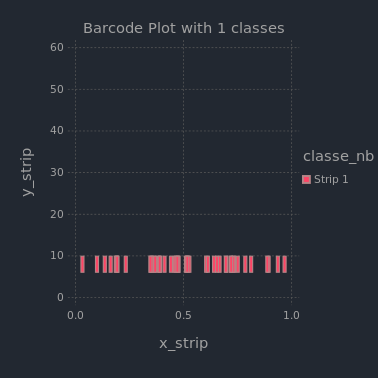 Barcode Plot with 1 classes
60
50
40
30
20
10
0
y_strip
0.0
0.5
1.0
x_strip
classe_nb
Strip 1